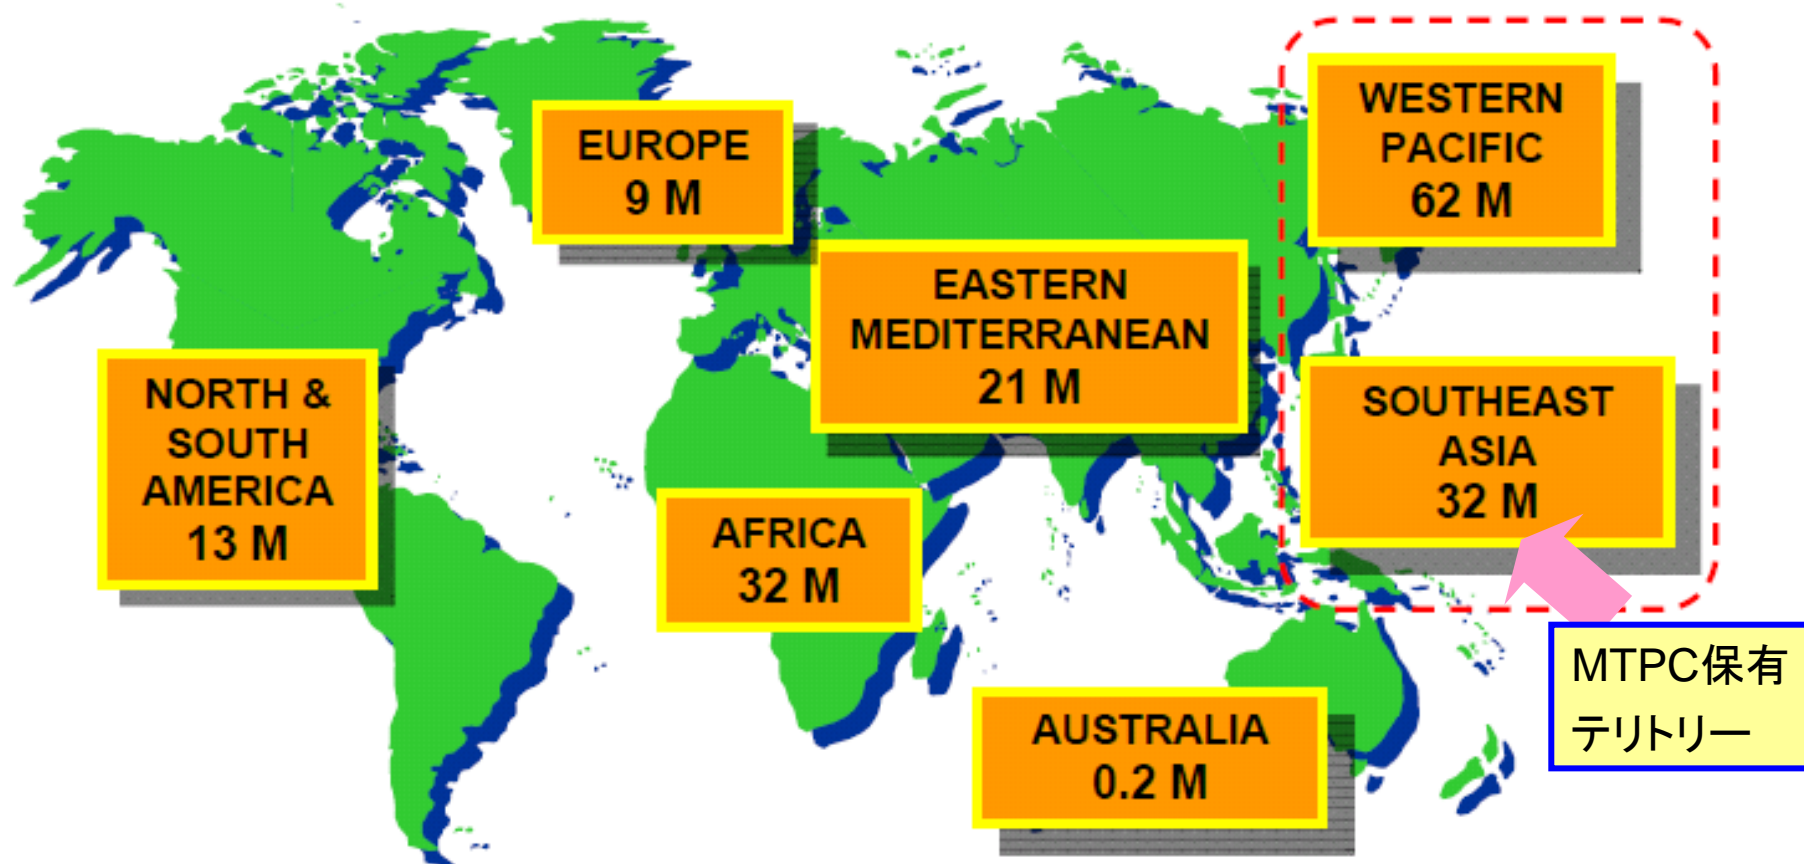 EUROPE
9 M
WESTERN
PACIFIC
62 M
EASTERN
MEDITERRANEAN
21 M
NORTH &
SOUTH
AMERICA
13 M
SOUTHEAST
ASIA
32 M
AFRICA
32 M
AUSTRALIA
0.2 M
MTPC保有
テリトリー